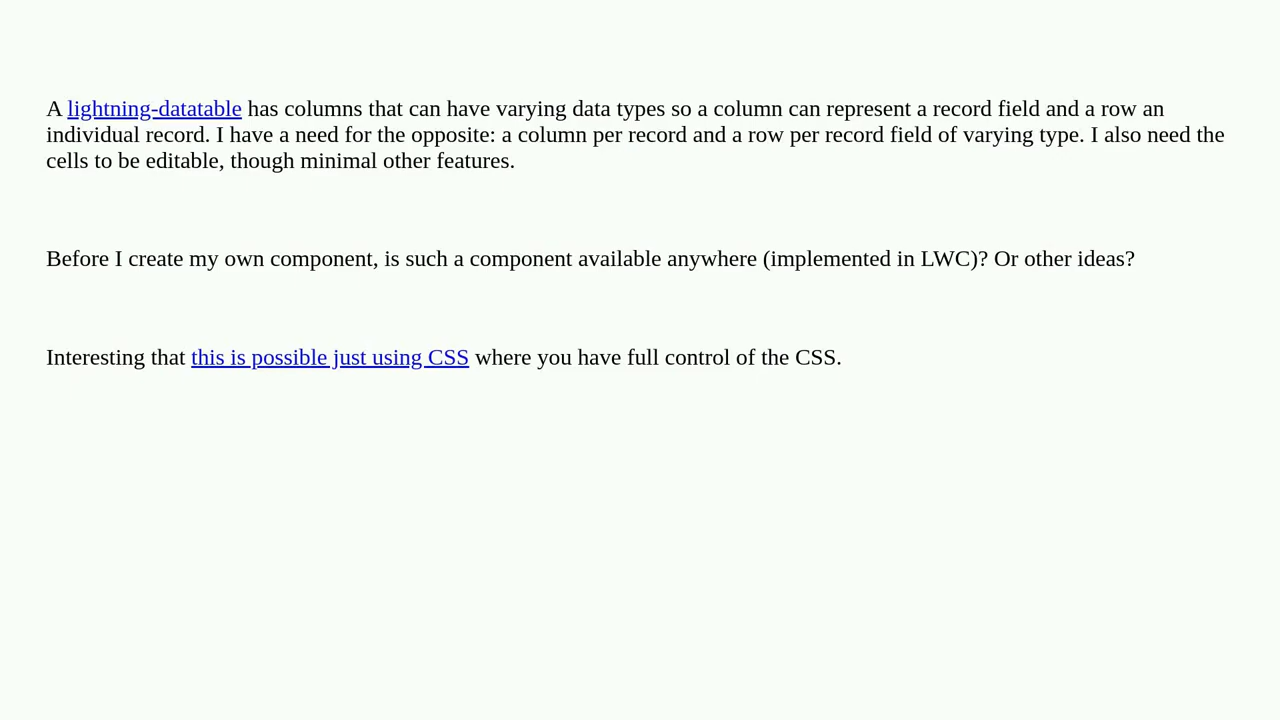 A lightning-datatable has columns that can have varying data types so a column can represent a record field and a row an
individual record. I have a need for the opposite: a column per record and a row per record field of varying type. I also need the
cells to be editable, though minimal other features.
Before I create my own component, is such a component available anywhere (implemented in LWC)? Or other ideas?
Interesting that this is possible just using CSS where you have full control of the CSS.